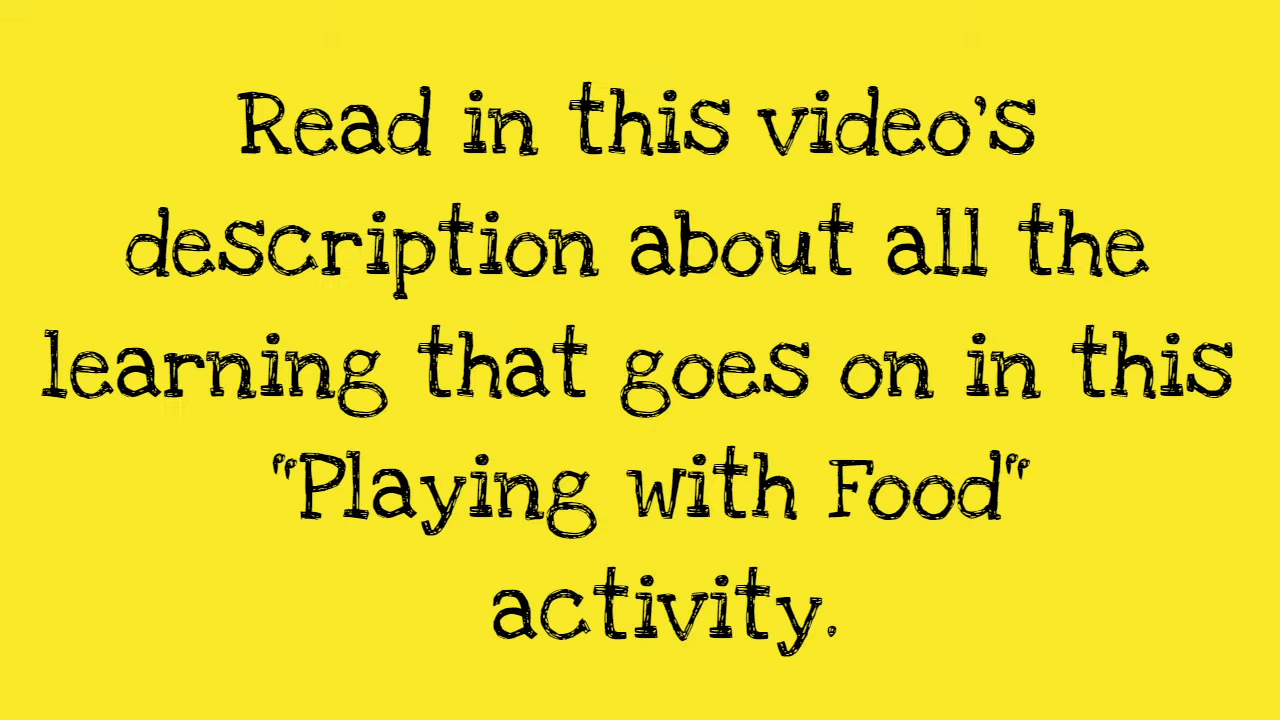 Read in this video's
description about all the
learning that goes on in this
"Playing with Food"
activity.